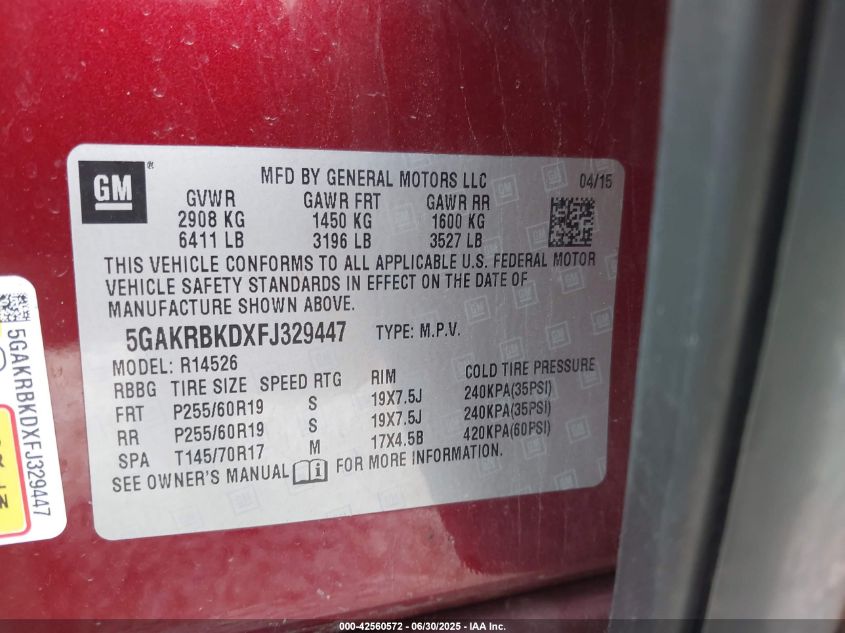 GM
MFD BY GENERAL MOTORS LLC 04/15
GVWR GAWR FRT GAWR RR
2908 KG 1450 KG 1600 KG
6411 LB 3196 LB 3527 LB
THIS VEHICLE CONFORMS TO ALL APPLICABLE U.S. FEDERAL MOTOR
VEHICLE SAFETY STANDARDS IN EFFECT ON THE DATE OF
MANUFACTURE SHOWN ABOVE.
5GAKRBKDXFJ329447 TYPE: M.P.V.
MODEL: R14526
RBBG TIRE SIZE SPEED RTG RIM COLD TIRE PRESSURE
FRT P255/60R19 S 19X7.5J 240KPA(35PSI)
RR P255/60R19 S 19X7.5J 240KPA(35PSI)
SPA T145/70R17 M 17X4.5B 420KPA(60PSI)
SEE OWNER'S MANUAL FOR MORE INFORMATION.
5GAKRBKDXFJ329447
000-42560572 - 06/30/2025 - IAA Inc.